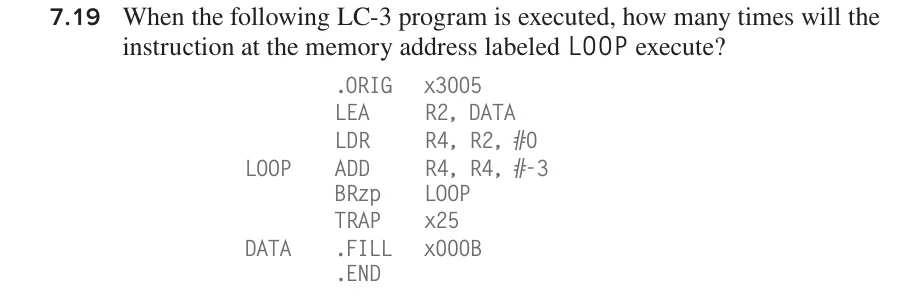 7.19 When the following LC-3 program is executed, how many times will the
instruction at the memory address labeled LOOP execute?
.ORIG x3005
LEA R2, DATA
LDR R4, R2, #0
LOOP ADD R4, R4, #-3
BRzp LOOP
TRAP x25
DATA .FILL x000B
.END